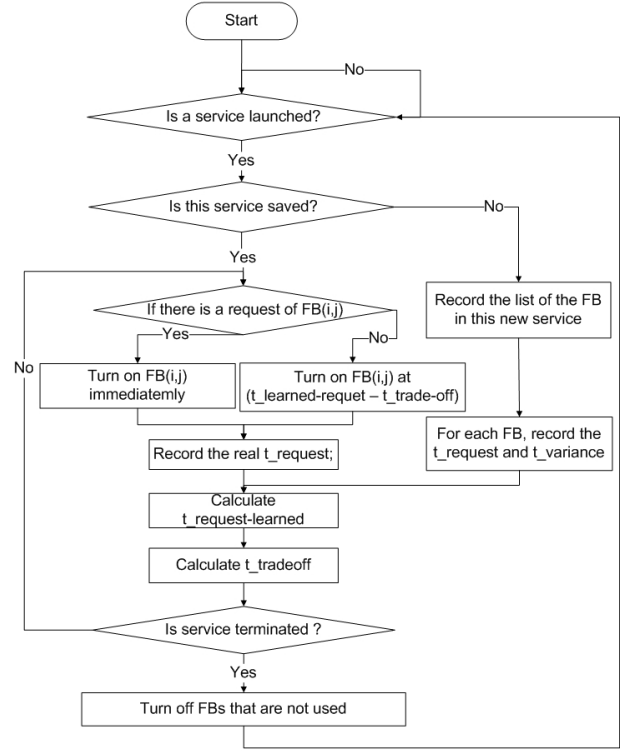 Start
No
Is a service launched?
Yes
Is this service saved?
No
Yes
If there is a request of FB(i,j)
Record the list of the FB
in this new service
Yes
No
No
Turn on FB(i,j)
immediatemly
Turn on FB(i,j) at
(t_learned-requet – t_trade-off)
For each FB, record the
t_request and t_variance
Record the real t_request;
Calculate
t_request-learned
Calculate t_tradeoff
Is service terminated ?
Yes
Turn off FBs that are not used